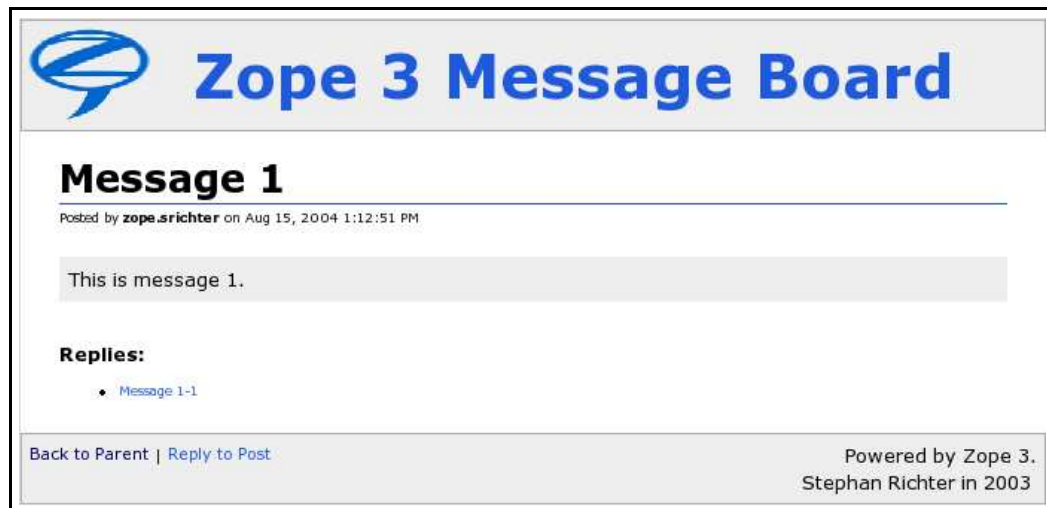 Zope 3 Message Board
Message 1
Posted by zope.srichter on Aug 15, 2004 1:12:51 PM
This is message 1.
Replies:
Message 1-1
Back to Parent | Reply to Post
Powered by Zope 3.
Stephan Richter in 2003